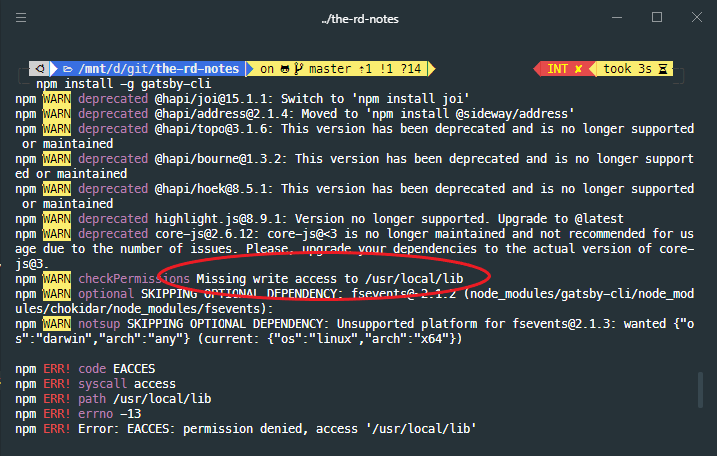 ../the-rd-notes
/mnt/d/git/the-rd-notes on master ⇡1 !1 ?14 INT ✘ took 3s
npm install -g gatsby-cli
npm WARN deprecated @hapi/joi@15.1.1: Switch to 'npm install joi'
npm WARN deprecated @hapi/address@2.1.4: Moved to 'npm install @sideway/address'
npm WARN deprecated @hapi/topo@3.1.6: This version has been deprecated and is no longer supported
or maintained
npm WARN deprecated @hapi/bourne@1.3.2: This version has been deprecated and is no longer support
ed or maintained
npm WARN deprecated @hapi/hoek@8.5.1: This version has been deprecated and is no longer supported
or maintained
npm WARN deprecated highlight.js@8.9.1: Version no longer supported. Upgrade to @latest
npm WARN deprecated core-js@2.6.12: core-js@<3 is no longer maintained and not recommended for us
age due to the number of issues. Please, upgrade your dependencies to the actual version of core-
js@3.
npm WARN checkPermissions Missing write access to /usr/local/lib
npm WARN optional SKIPPING OPTIONAL DEPENDENCY: fsevents@~2.1.2 (node_modules/gatsby-cli/node_mod
ules/chokidar/node_modules/fsevents):
npm WARN notsup SKIPPING OPTIONAL DEPENDENCY: Unsupported platform for fsevents@2.1.3: wanted {"o
s":"darwin","arch":"any"} (current: {"os":"linux","arch":"x64"})
npm ERR! code EACCES
npm ERR! syscall access
npm ERR! path /usr/local/lib
npm ERR! errno -13
npm ERR! Error: EACCES: permission denied, access '/usr/local/lib'